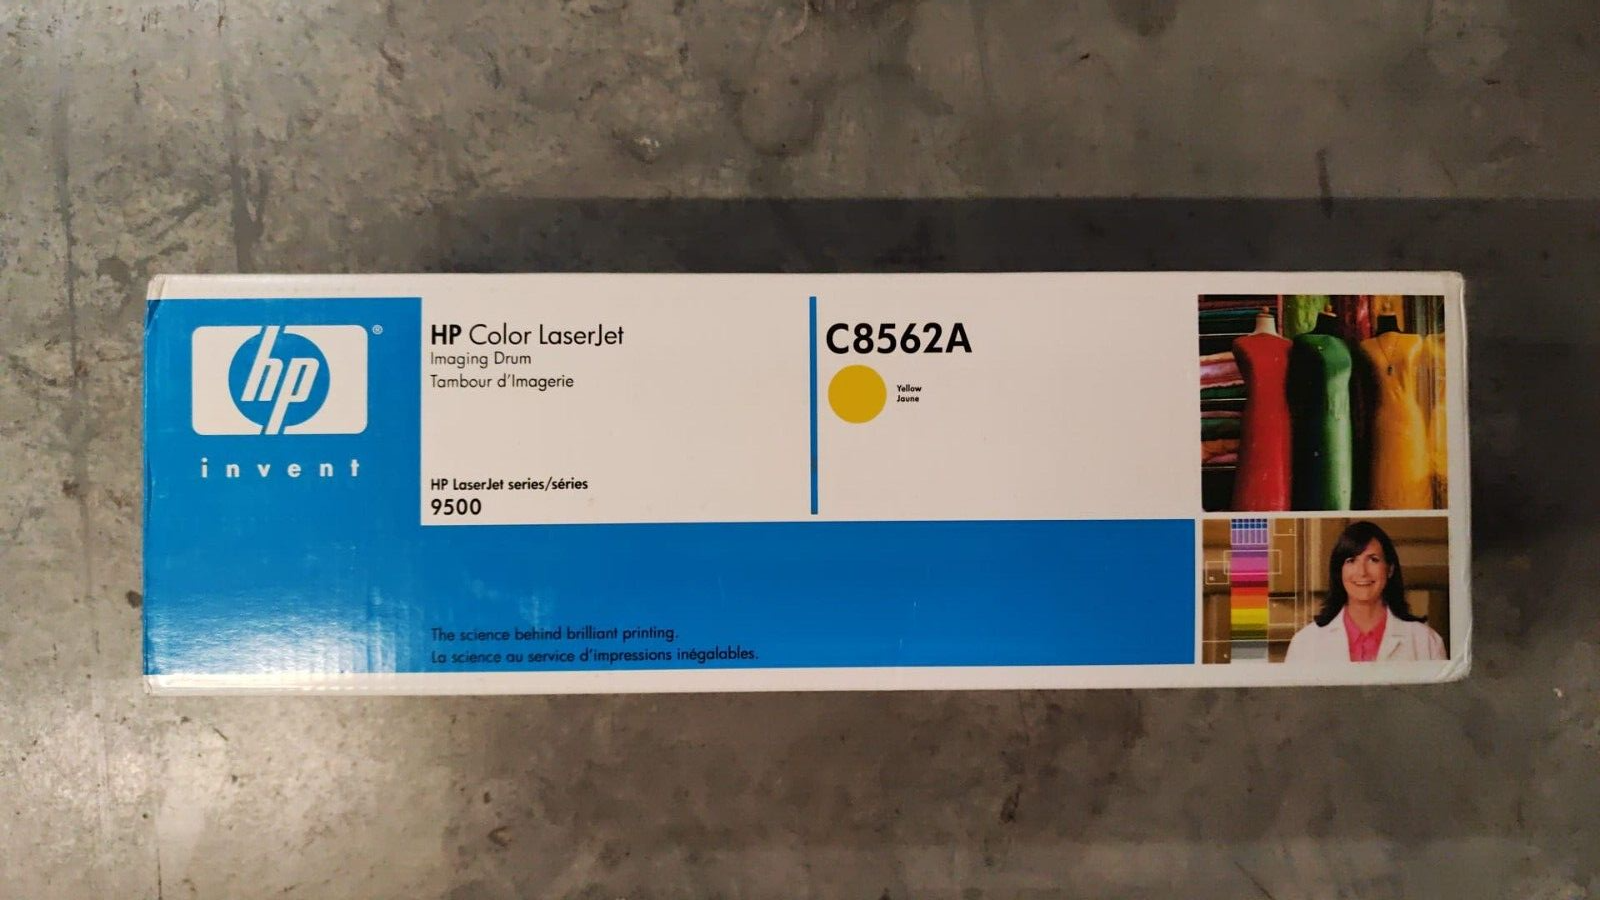 hp®
invent
HP Color LaserJet
Imaging Drum
Tambour d'Imagerie
HP LaserJet series/séries
9500
C8562A
Yellow
Jaune
The science behind brilliant printing.
La science au service d'impressions inégalables.